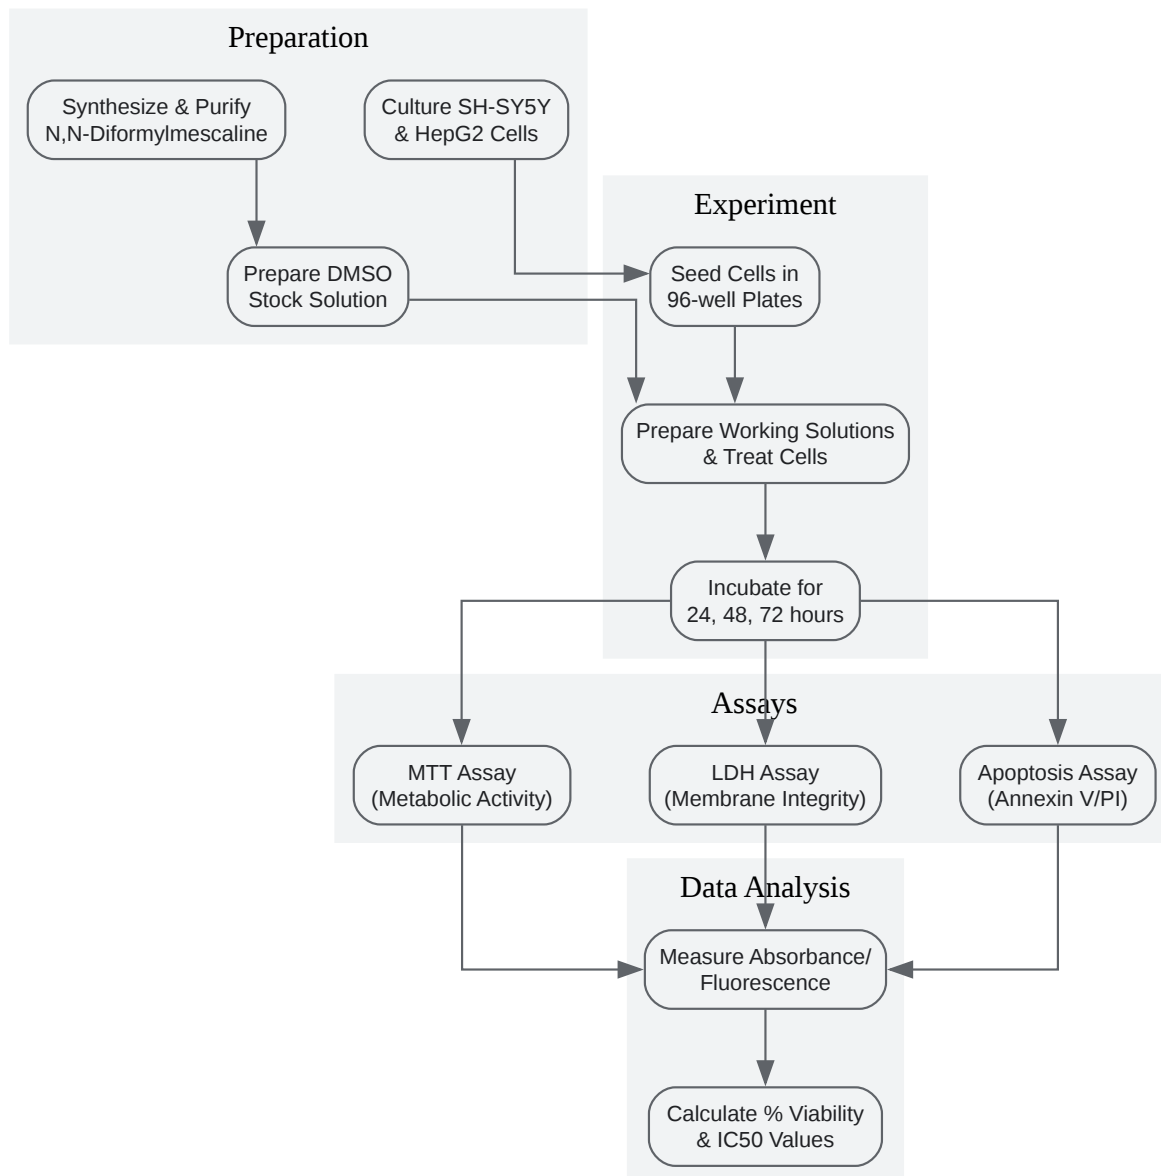 Preparation
Synthesize & Purify
N,N-Diformylmescaline
Culture SH-SY5Y
& HepG2 Cells
Prepare DMSO
Stock Solution
Experiment
Seed Cells in
96-well Plates
Prepare Working Solutions
& Treat Cells
Incubate for
24, 48, 72 hours
Assays
MTT Assay
(Metabolic Activity)
LDH Assay
(Membrane Integrity)
Apoptosis Assay
(Annexin V/PI)
Data Analysis
Measure Absorbance/
Fluorescence
Calculate % Viability
& IC50 Values